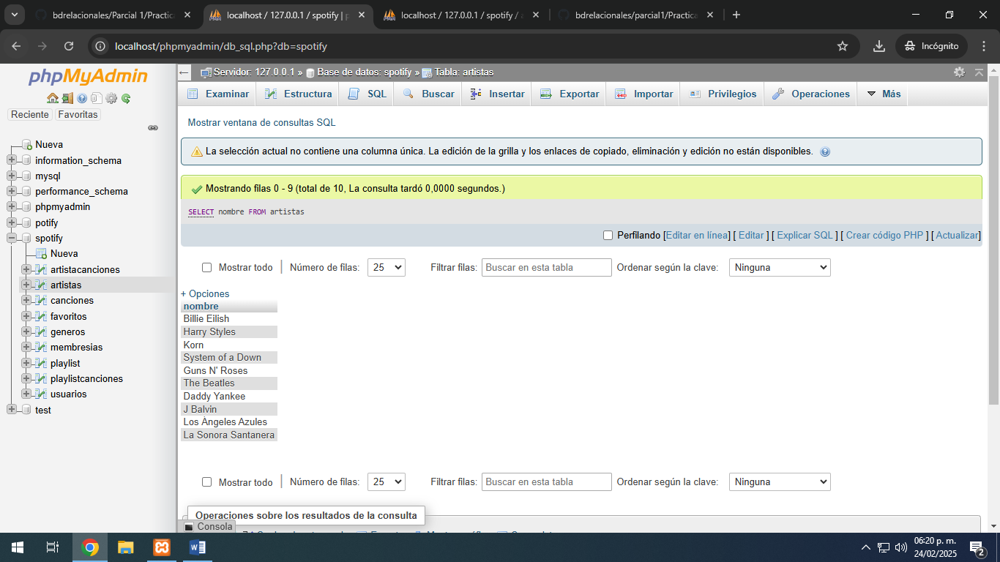 bdrelacionales/Parcial 1/Practica
localhost / 127.0.0.1 / spotify | p
localhost / 127.0.0.1 / spotify / a
bdrelacionales/parcial1/Practica
localhost/phpmyadmin/db_sql.php?db=spotify
Incógnito
phpMyAdmin
Reciente Favoritas
Nueva
information_schema
mysql
performance_schema
phpmyadmin
potify
spotify
Nueva
artistacanciones
artistas
canciones
favoritos
generos
membresias
playlist
playlistcanciones
usuarios
test
Servidor: 127.0.0.1 » Base de datos: spotify » Tabla: artistas
Examinar Estructura SQL Buscar Insertar Exportar Importar Privilegios Operaciones Más
Mostrar ventana de consultas SQL
La selección actual no contiene una columna única. La edición de la grilla y los enlaces de copiado, eliminación y edición no están disponibles.
Mostrando filas 0 - 9 (total de 10, La consulta tardó 0,0000 segundos.)
SELECT nombre FROM artistas
Perfilando [Editar en línea] [ Editar ] [ Explicar SQL ] [ Crear código PHP ] [ Actualizar]
Mostrar todo | Número de filas: 25 Filtrar filas: Buscar en esta tabla Ordenar según la clave: Ninguna
+ Opciones
nombre
Billie Eilish
Harry Styles
Korn
System of a Down
Guns N' Roses
The Beatles
Daddy Yankee
J Balvin
Los Ángeles Azules
La Sonora Santanera
Mostrar todo | Número de filas: 25 Filtrar filas: Buscar en esta tabla Ordenar según la clave: Ninguna
Operaciones sobre los resultados de la consulta
Consola
06:20 p. m.
24/02/2025
2